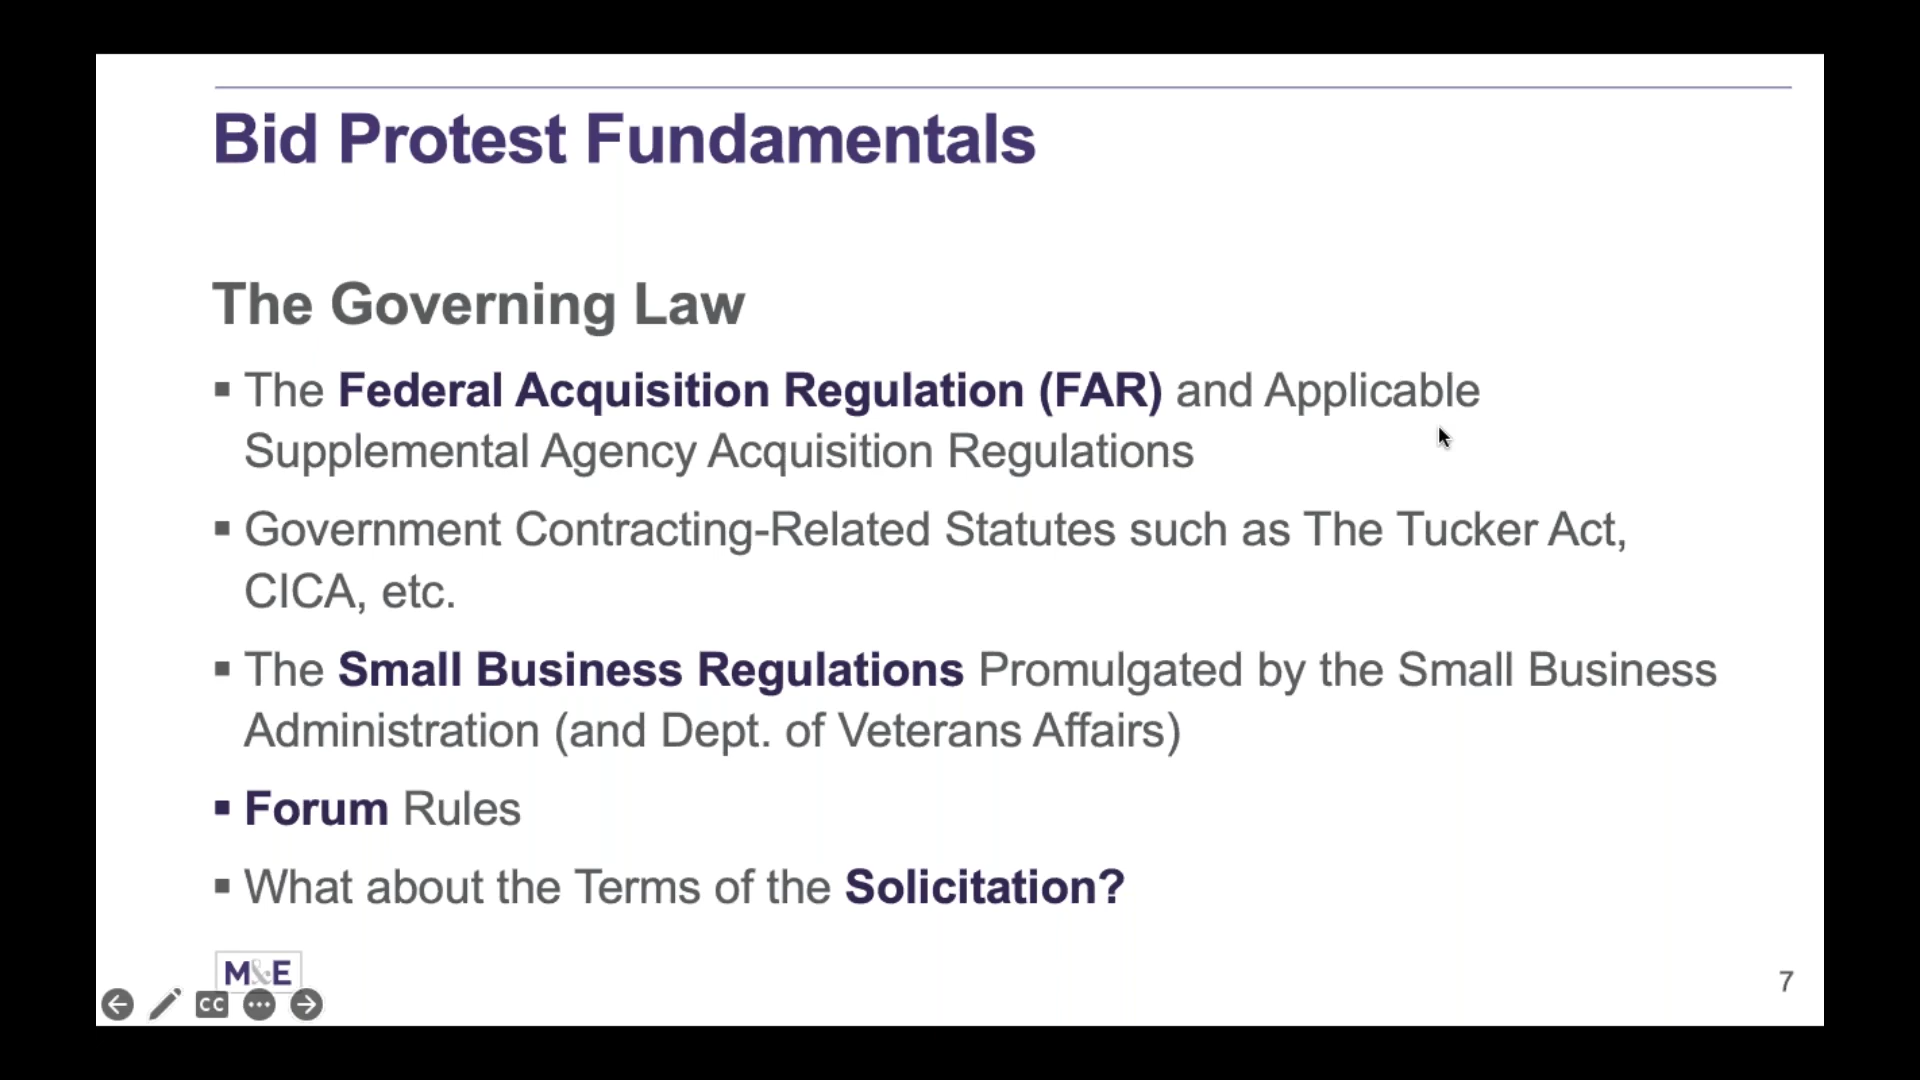 Bid Protest Fundamentals
The Governing Law
▪ The Federal Acquisition Regulation (FAR) and Applicable
Supplemental Agency Acquisition Regulations
▪ Government Contracting-Related Statutes such as The Tucker Act,
CICA, etc.
▪ The Small Business Regulations Promulgated by the Small Business
Administration (and Dept. of Veterans Affairs)
▪ Forum Rules
▪ What about the Terms of the Solicitation?
M&E
CC
7